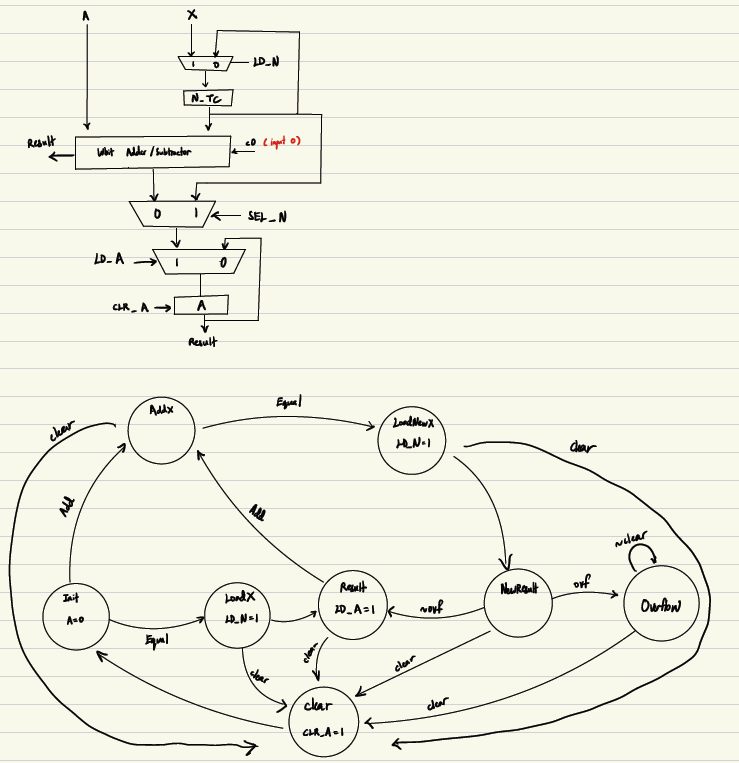 A X
1 0 LD_N
N_TC
Result
Wbit Adder/Subtractor
c0 (input 0)
0 1 SEL_N
LD_A 1 0
CLR_A A
Result
AddX
Equal
LoadNewX
LD_N=1
clear
clear
Add
Add
~clear
Init
A=0
Equal
LoadX
LD_N=1
Result
LD_A=1
~ovf
NewResult
ovf
Overflow
clear
clear
clear
clear
clear
CLR_A=1